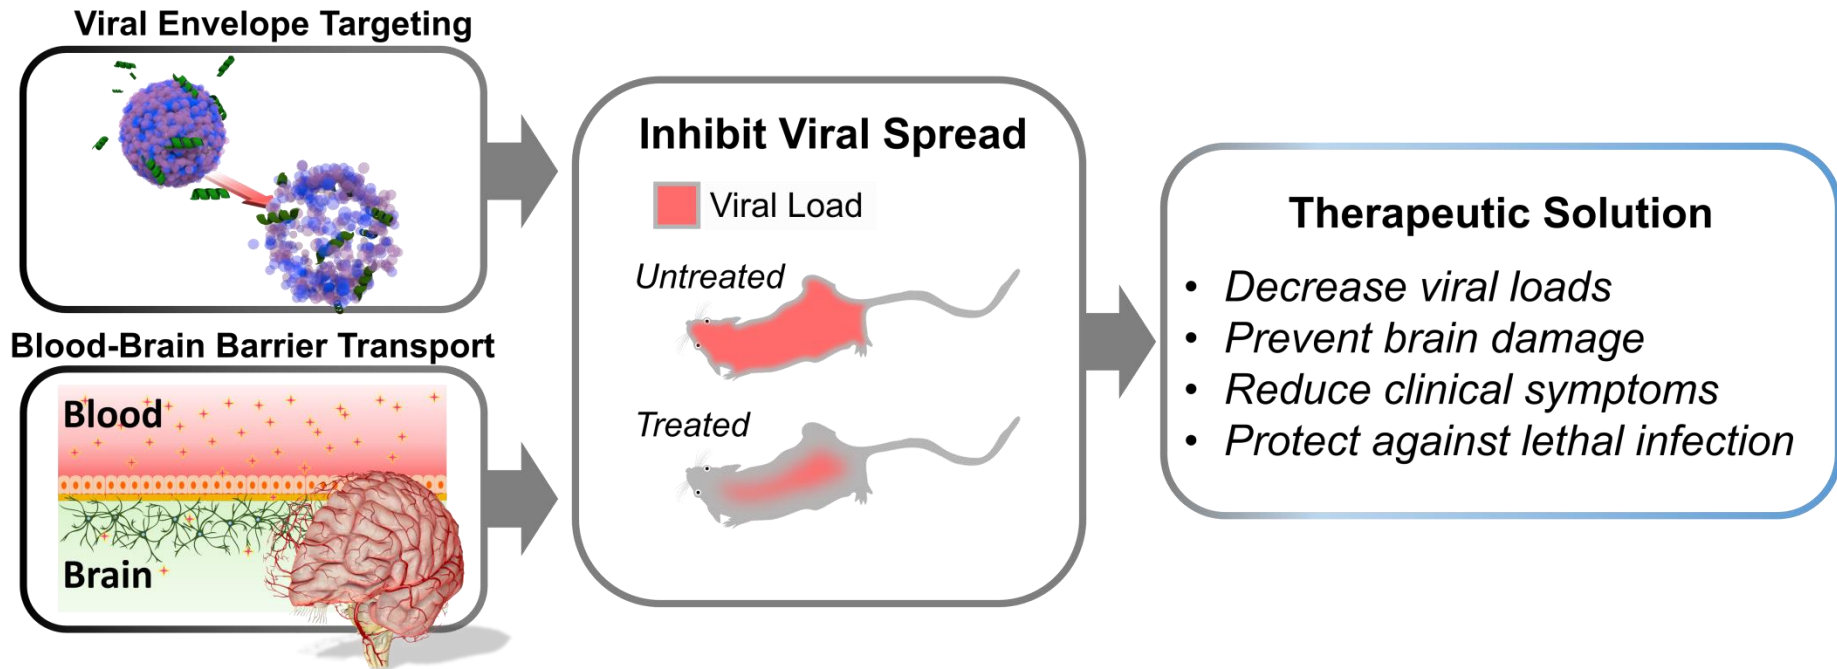 Viral Envelope Targeting
Blood-Brain Barrier Transport
Blood
Brain
Inhibit Viral Spread
Viral Load
Untreated
Treated
Therapeutic Solution
• Decrease viral loads
• Prevent brain damage
• Reduce clinical symptoms
• Protect against lethal infection